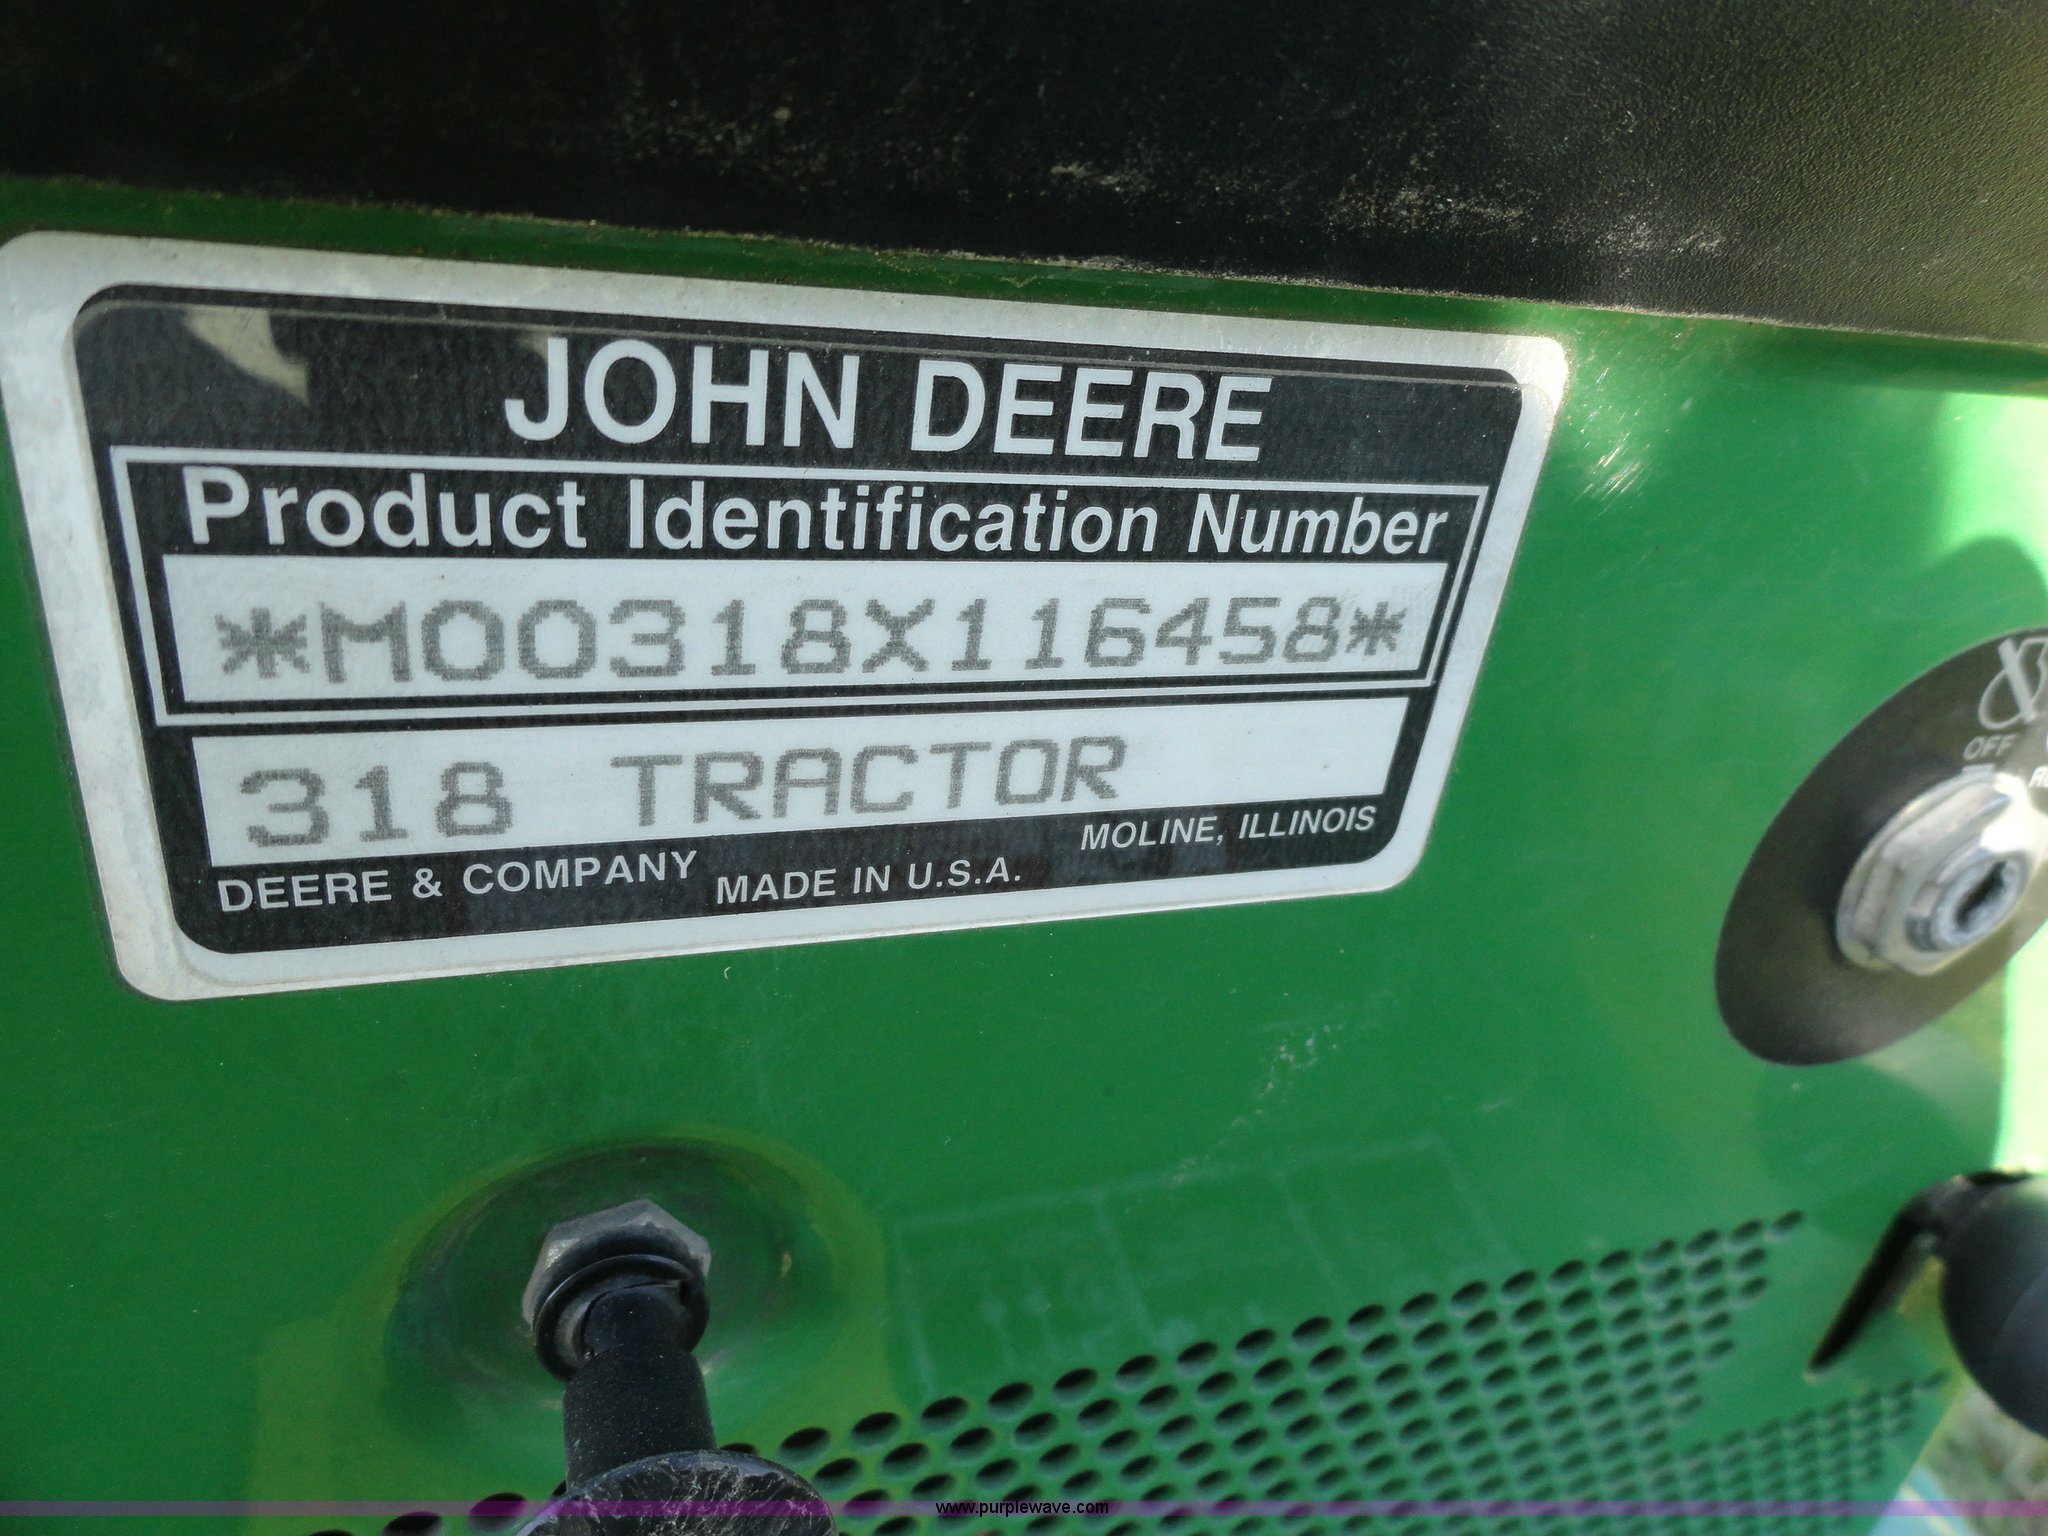 JOHN DEERE
Product Identification Number
*M00318X116458*
318 TRACTOR
DEERE & COMPANY MADE IN U.S.A. MOLINE, ILLINOIS
OFF
www.purplewave.com